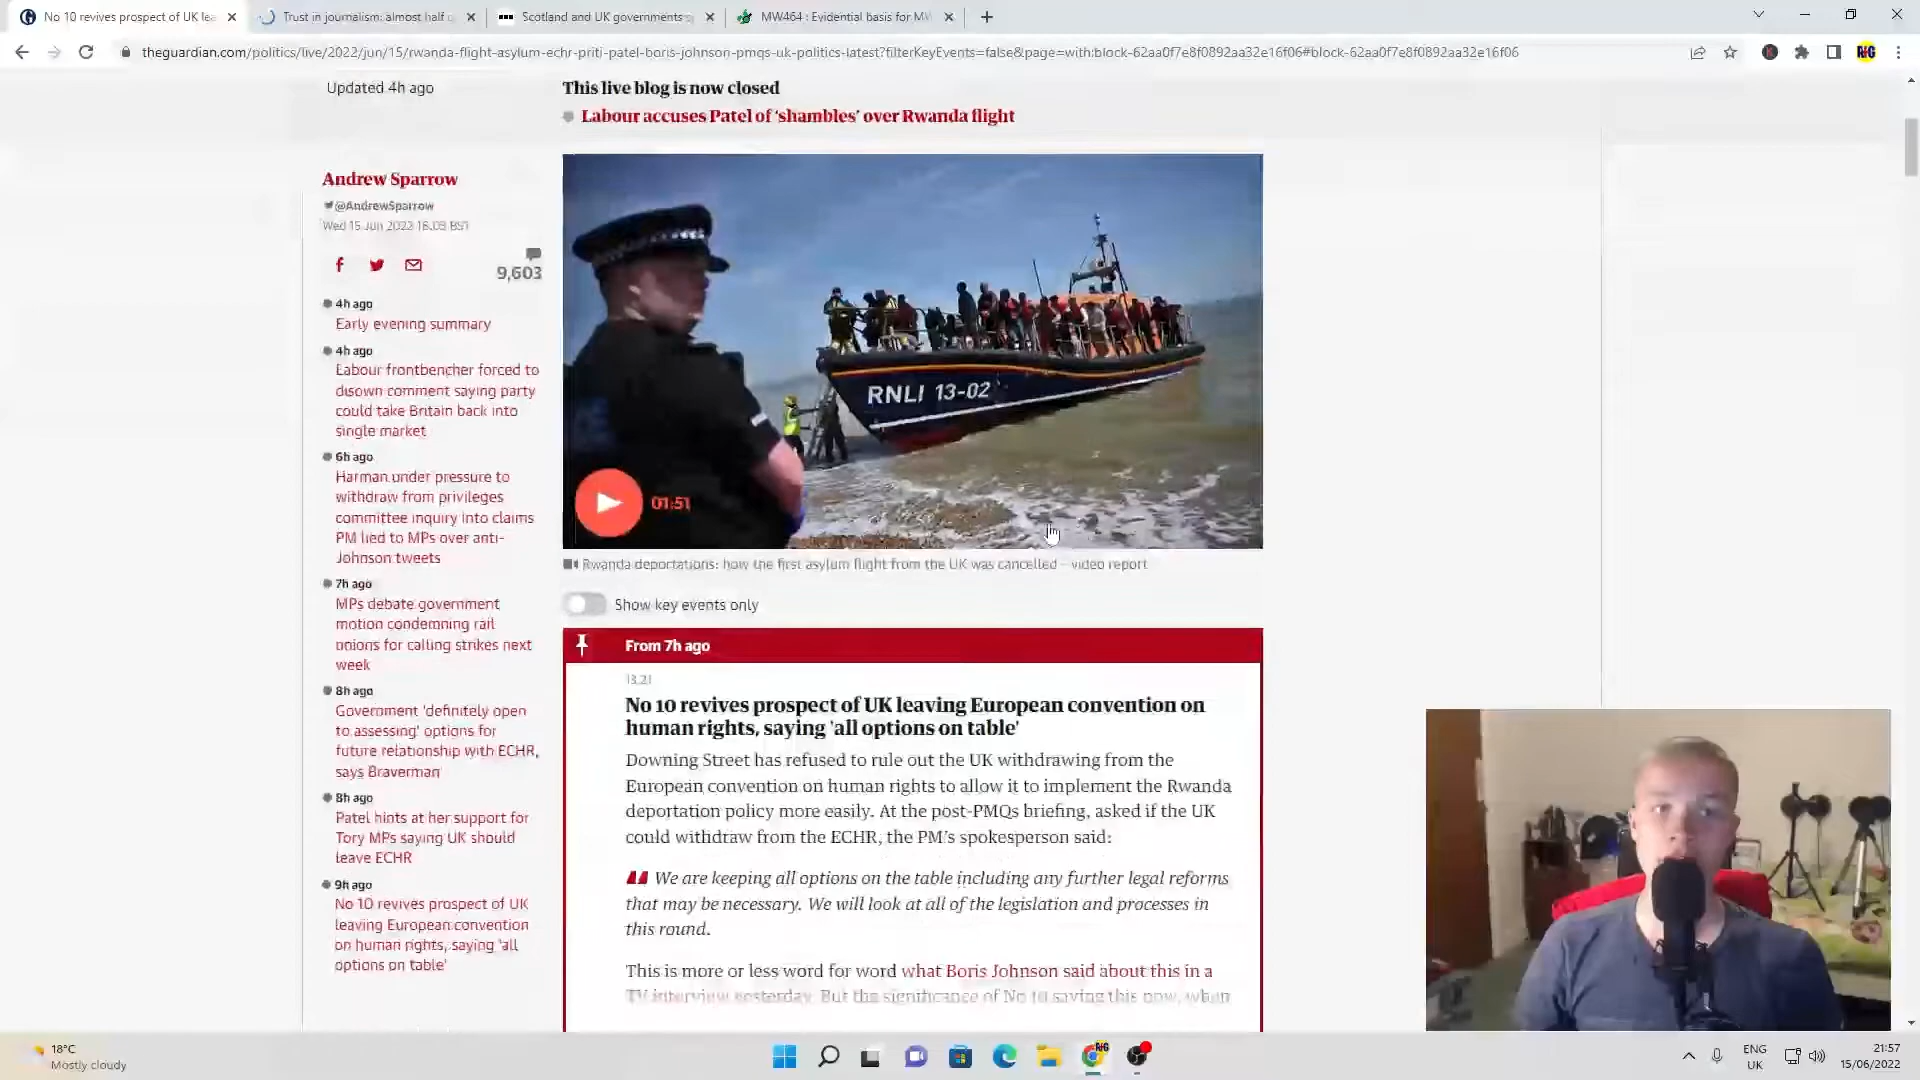 No 10 revives prospect of UK lea
Trust in journalism: almost half o
Scotland and UK governments s
MW464 : Evidential basis for MW
theguardian.com/politics/live/2022/jun/15/rwanda-flight-asylum-echr-priti-patel-boris-johnson-pmqs-uk-politics-latest?filterKeyEvents=false&page=with:block-62aa0f7e8f0892aa32e16f06#block-62aa0f7e8f0892aa32e16f06
Updated 4h ago
This live blog is now closed
Labour accuses Patel of ‘shambles’ over Rwanda flight
Andrew Sparrow
@AndrewSparrow
Wed 15 Jun 2022 18.03 BST
9,603
4h ago
Early evening summary
4h ago
Labour frontbencher forced to
disown comment saying party
could take Britain back into
single market
6h ago
Harman under pressure to
withdraw from privileges
committee inquiry into claims
PM lied to MPs over anti-
Johnson tweets
7h ago
MPs debate government
motion condemning rail
unions for calling strikes next
week
8h ago
Government 'definitely open
to assessing' options for
future relationship with ECHR,
says Braverman
8h ago
Patel hints at her support for
Tory MPs saying UK should
leave ECHR
9h ago
No 10 revives prospect of UK
leaving European convention
on human rights, saying 'all
options on table'
RNLI 13-02
01:51
Rwanda deportations: how the first asylum flight from the UK was cancelled – video report
Show key events only
From 7h ago
13.21
No 10 revives prospect of UK leaving European convention on
human rights, saying 'all options on table'
Downing Street has refused to rule out the UK withdrawing from the
European convention on human rights to allow it to implement the Rwanda
deportation policy more easily. At the post-PMQs briefing, asked if the UK
could withdraw from the ECHR, the PM’s spokesperson said:
We are keeping all options on the table including any further legal reforms
that may be necessary. We will look at all of the legislation and processes in
this round.
This is more or less word for word what Boris Johnson said about this in a
TV interview yesterday. But the significance of No 10 saying this now, when
18°C
Mostly cloudy
ENG
UK
21:57
15/06/2022